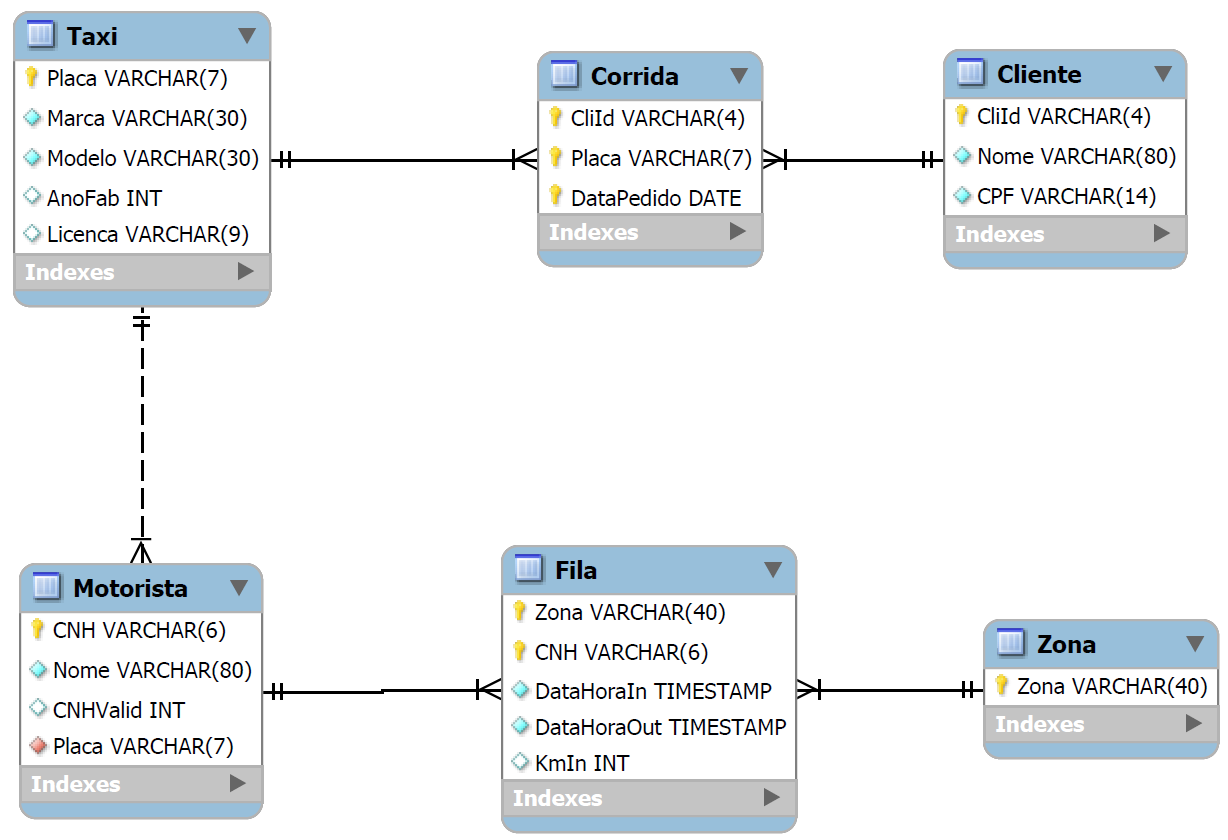 Taxi
Placa VARCHAR(7)
Marca VARCHAR(30)
Modelo VARCHAR(30)
AnoFab INT
Licenca VARCHAR(9)
Indexes
Corrida
CliId VARCHAR(4)
Placa VARCHAR(7)
DataPedido DATE
Indexes
Cliente
CliId VARCHAR(4)
Nome VARCHAR(80)
CPF VARCHAR(14)
Indexes
Motorista
CNH VARCHAR(6)
Nome VARCHAR(80)
CNHValid INT
Placa VARCHAR(7)
Indexes
Fila
Zona VARCHAR(40)
CNH VARCHAR(6)
DataHoraIn TIMESTAMP
DataHoraOut TIMESTAMP
KmIn INT
Indexes
Zona
Zona VARCHAR(40)
Indexes